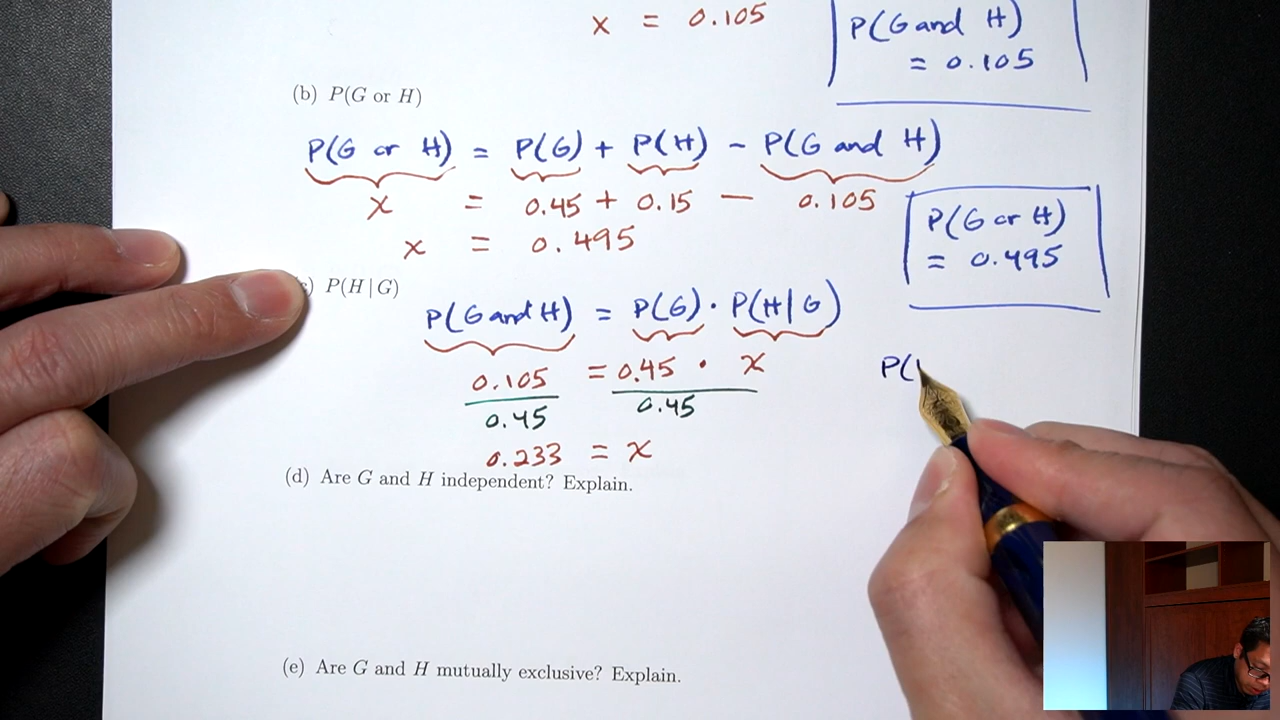 x = 0.105
P(G and H)
= 0.105
(b) P(G or H)
P(G or H) = P(G) + P(H) - P(G and H)
x = 0.45 + 0.15 — 0.105
x = 0.495
P(G or H)
= 0.495
) P(H | G)
P(G and H) = P(G) · P(H | G)
0.105 = 0.45 · x
0.45 0.45
0.233 = x
P(
(d) Are G and H independent? Explain.
(e) Are G and H mutually exclusive? Explain.